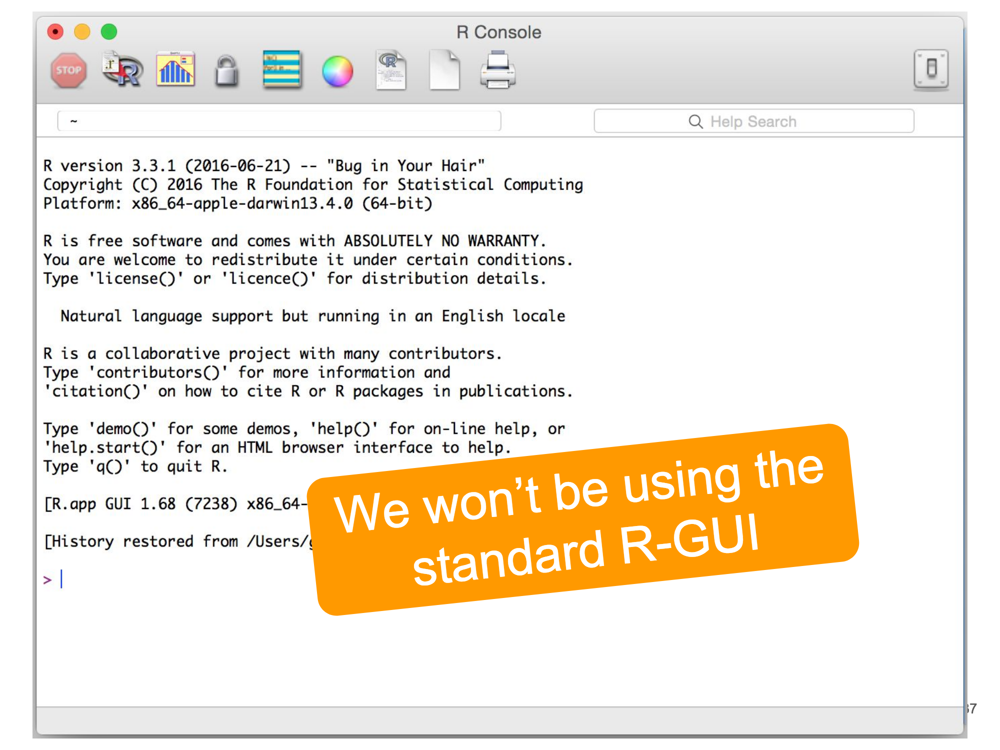 R Console
STOP
~
Help Search
R version 3.3.1 (2016-06-21) -- "Bug in Your Hair"
Copyright (C) 2016 The R Foundation for Statistical Computing
Platform: x86_64-apple-darwin13.4.0 (64-bit)
R is free software and comes with ABSOLUTELY NO WARRANTY.
You are welcome to redistribute it under certain conditions.
Type 'license()' or 'licence()' for distribution details.
Natural language support but running in an English locale
R is a collaborative project with many contributors.
Type 'contributors()' for more information and
'citation()' on how to cite R or R packages in publications.
Type 'demo()' for some demos, 'help()' for on-line help, or
'help.start()' for an HTML browser interface to help.
Type 'q()' to quit R.
[R.app GUI 1.68 (7238) x86_64-
[History restored from /Users/
>
We won't be using the
standard R-GUI